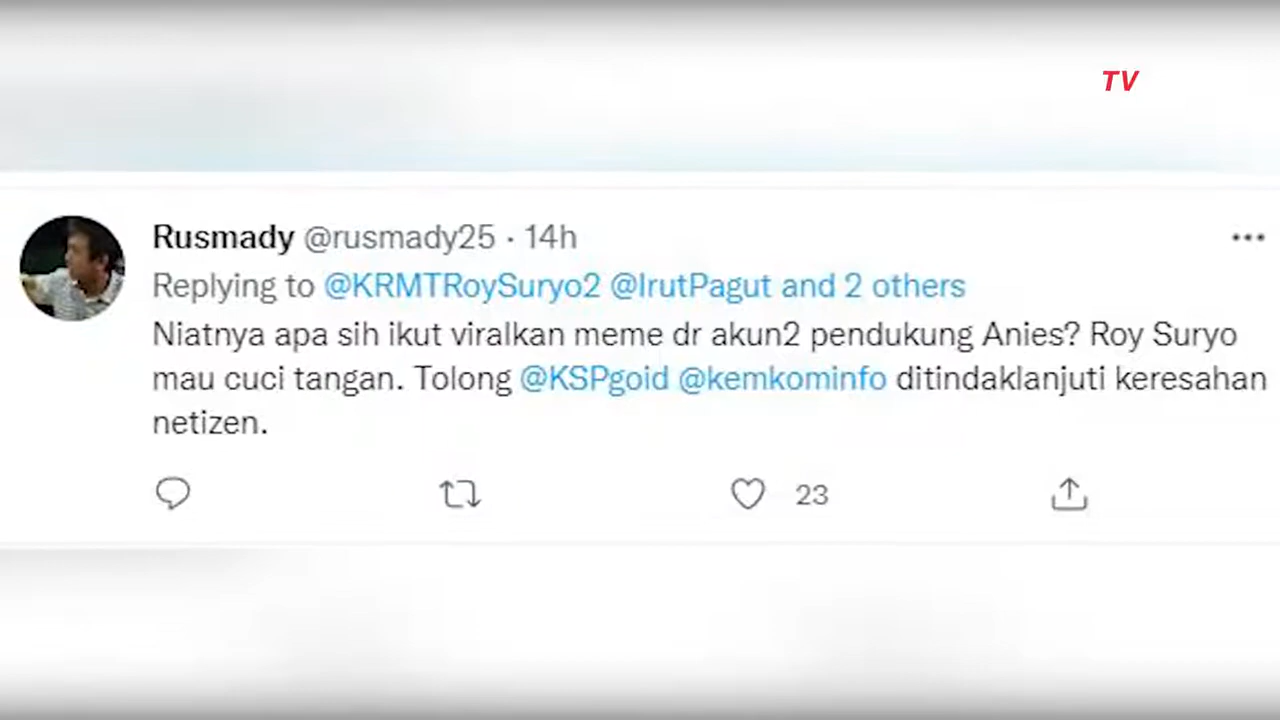 TV
Rusmady @rusmady25 · 14h
Replying to @KRMTRoySuryo2 @IrutPagut and 2 others
Niatnya apa sih ikut viralkan meme dr akun2 pendukung Anies? Roy Suryo
mau cuci tangan. Tolong @KSPgoid @kemkominfo ditindaklanjuti keresahan
netizen.
23